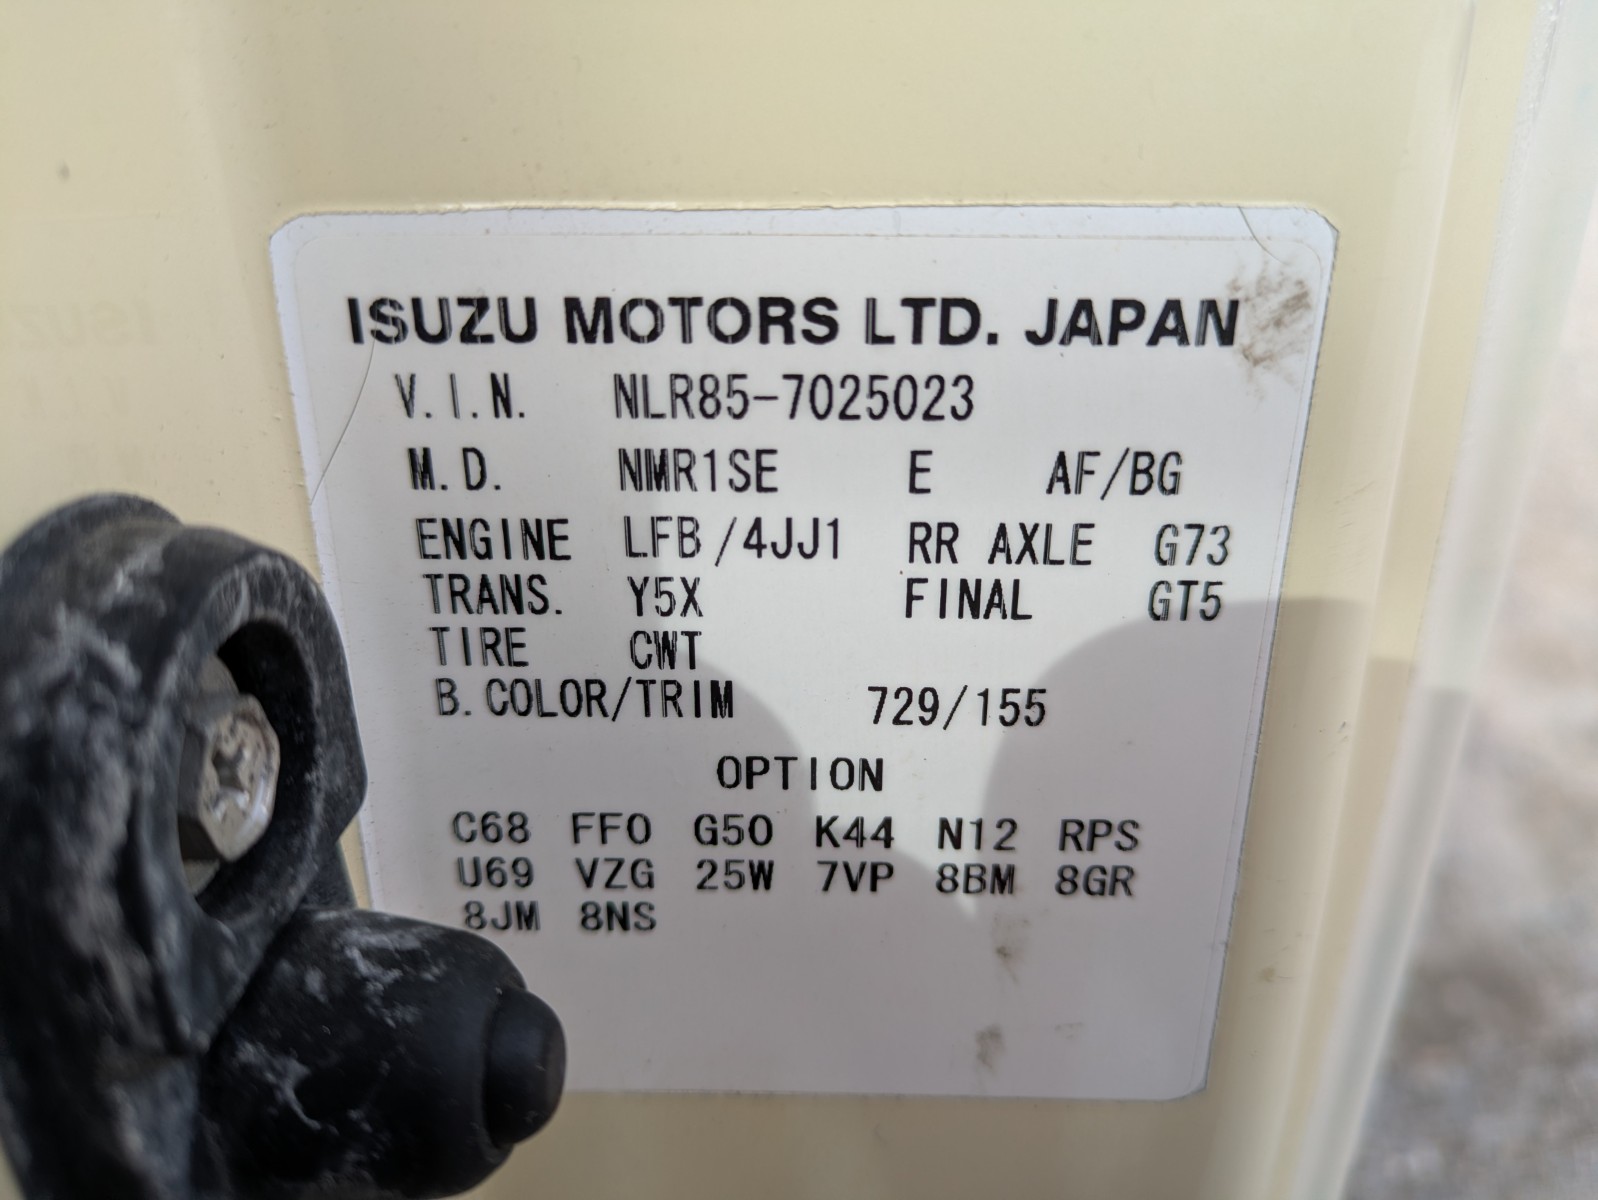 ISUZU MOTORS LTD. JAPAN
V.I.N. NLR85-7025023
M.D. NMR1SE E AF/BG
ENGINE LFB/4JJ1 RR AXLE G73
TRANS. Y5X FINAL GT5
TIRE CWT
B.COLOR/TRIM 729/155
OPTION
C68 FF0 G50 K44 N12 RPS
U69 VZG 25W 7VP 8BM 8GR
8JM 8NS